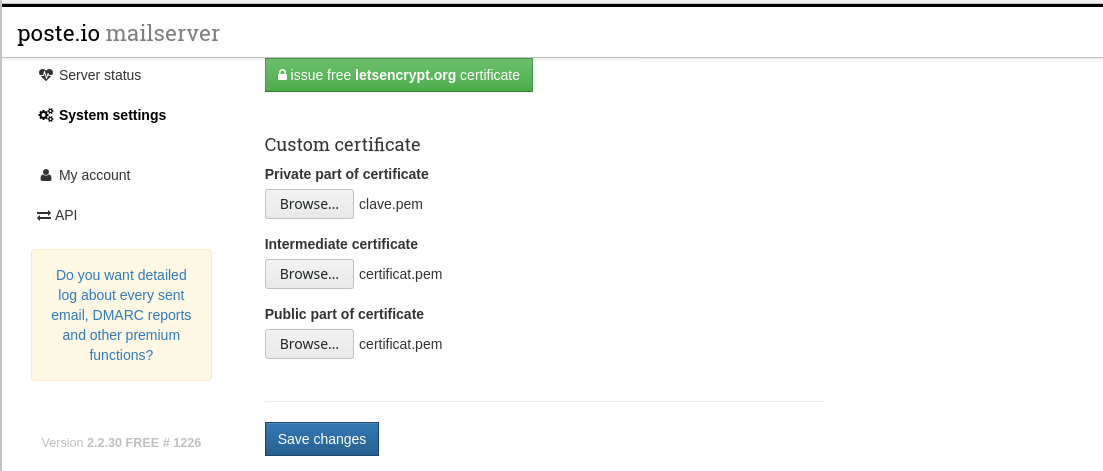 poste.io mailserver
Server status
System settings
My account
API
Do you want detailed
log about every sent
email, DMARC reports
and other premium
functions?
Version 2.2.30 FREE # 1226
issue free letsencrypt.org certificate
Custom certificate
Private part of certificate
Browse... clave.pem
Intermediate certificate
Browse... certificat.pem
Public part of certificate
Browse... certificat.pem
Save changes